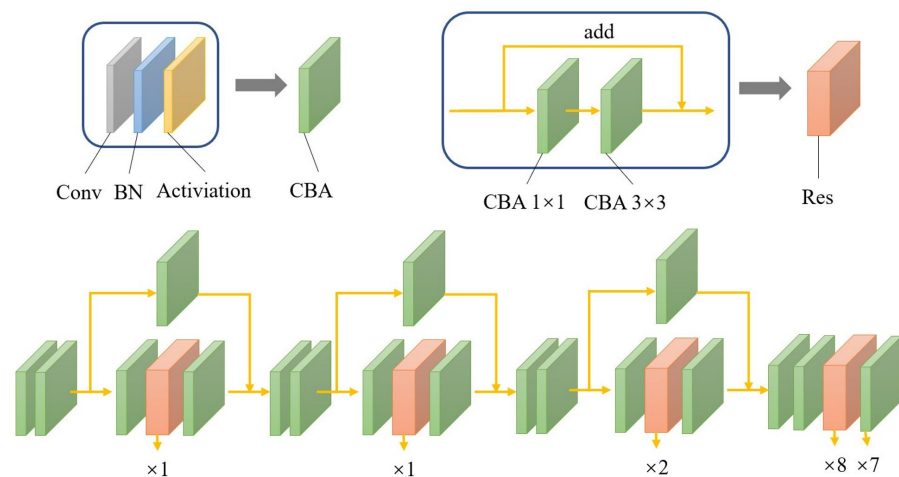 add
Conv BN Activiation
CBA
CBA 1×1 CBA 3×3
Res
×1
×1
×2
×8 ×7